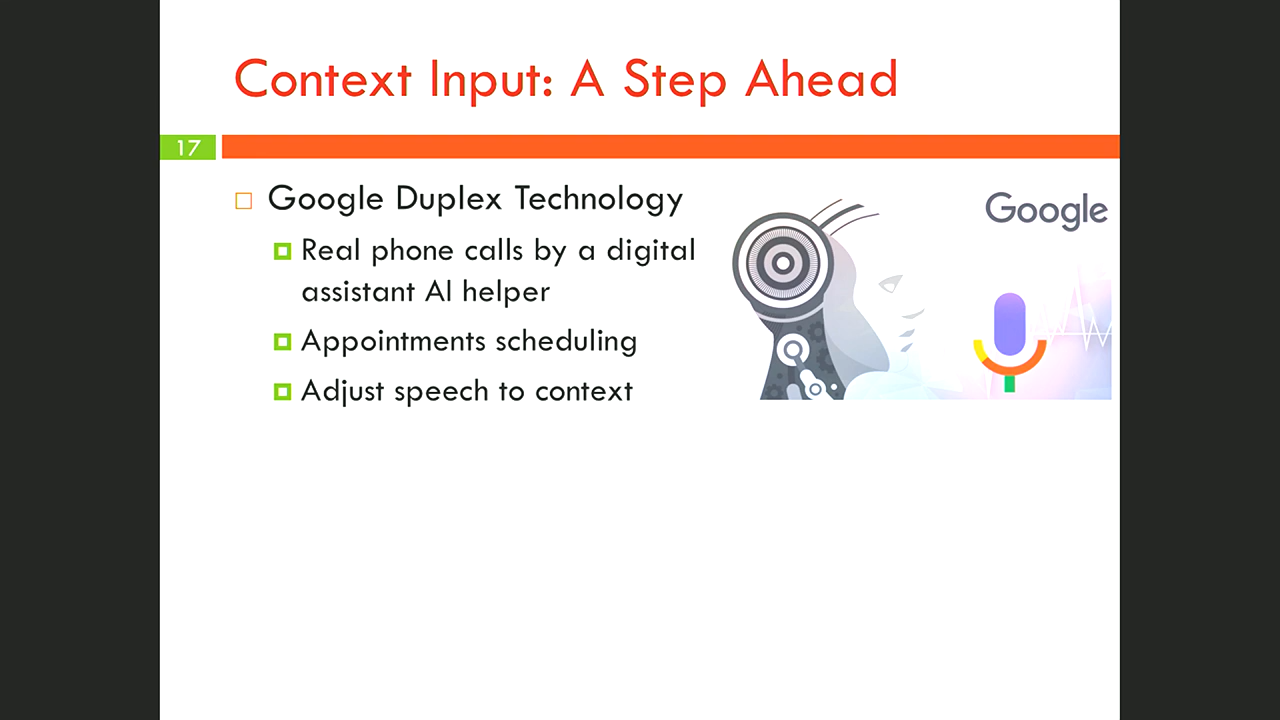 Context Input: A Step Ahead
17
Google Duplex Technology
Google
Real phone calls by a digital
assistant AI helper
Appointments scheduling
Adjust speech to context